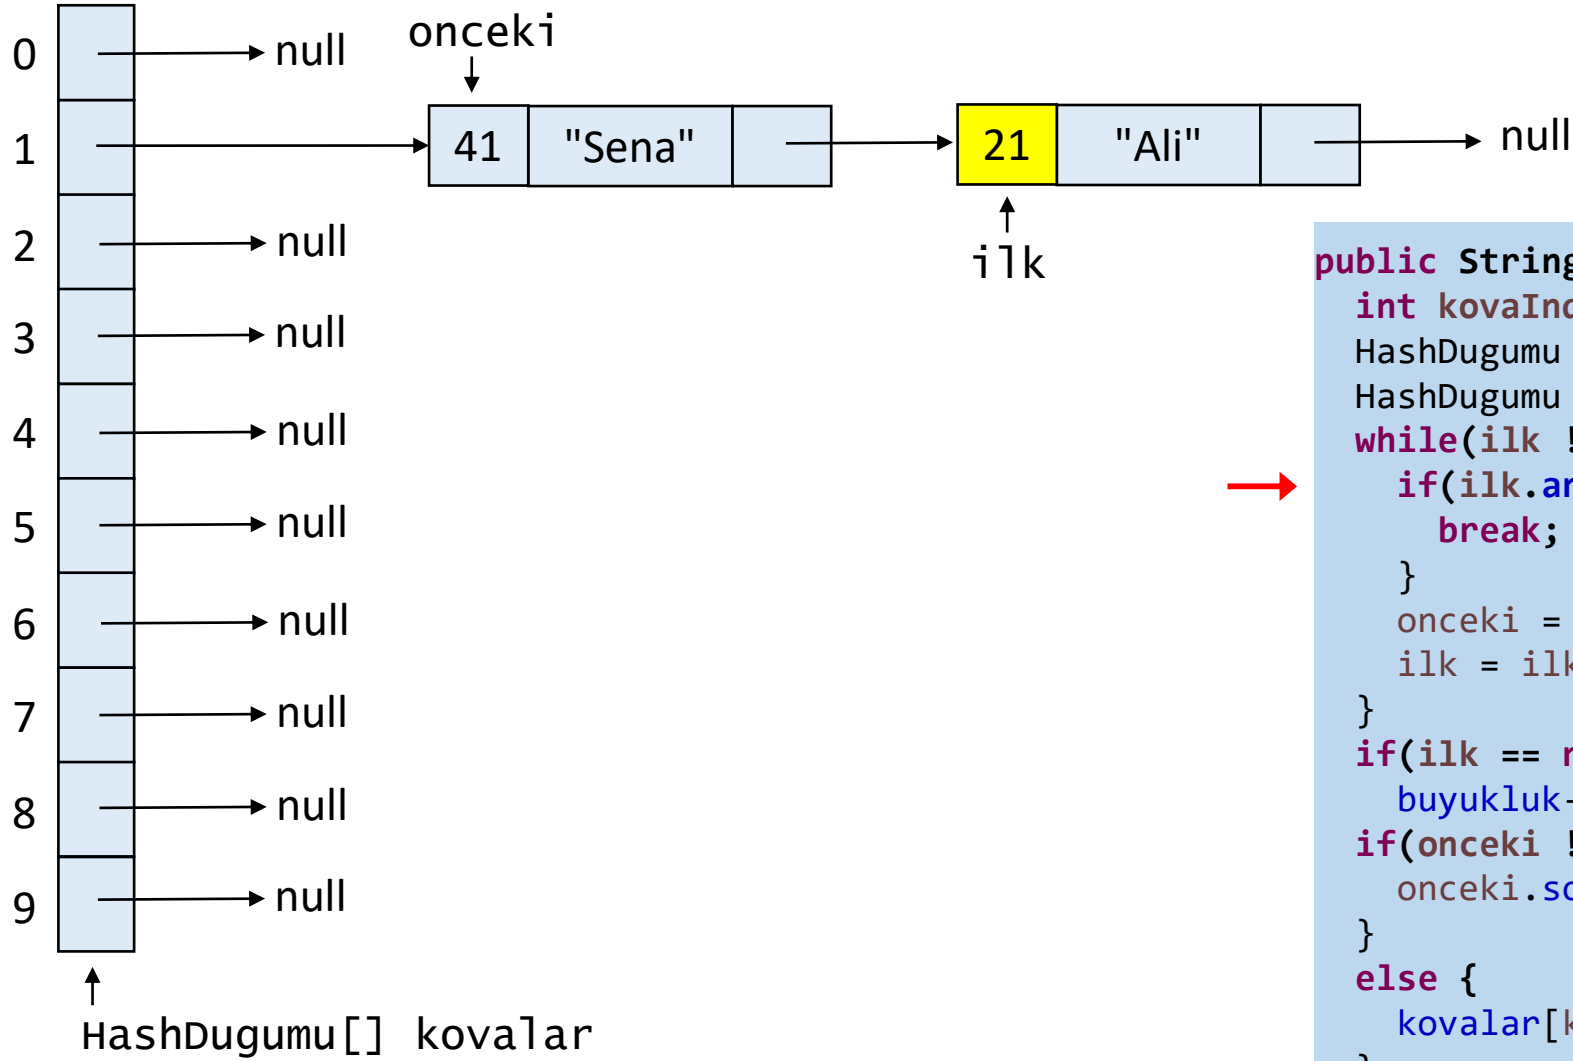 onceki
0 null
1 41 "Sena" 21 "Ali" null
ilk
2 null
3 null
4 null
5 null
6 null
7 null
8 null
9 null
HashDugumu[] kovalar
public String
int kovaInd
HashDugumu
HashDugumu
while(ilk !
if(ilk.an
break;
}
onceki =
ilk = ilk
}
if(ilk == n
buyukluk-
if(onceki !
onceki.so
}
else {
kovalar[k
}